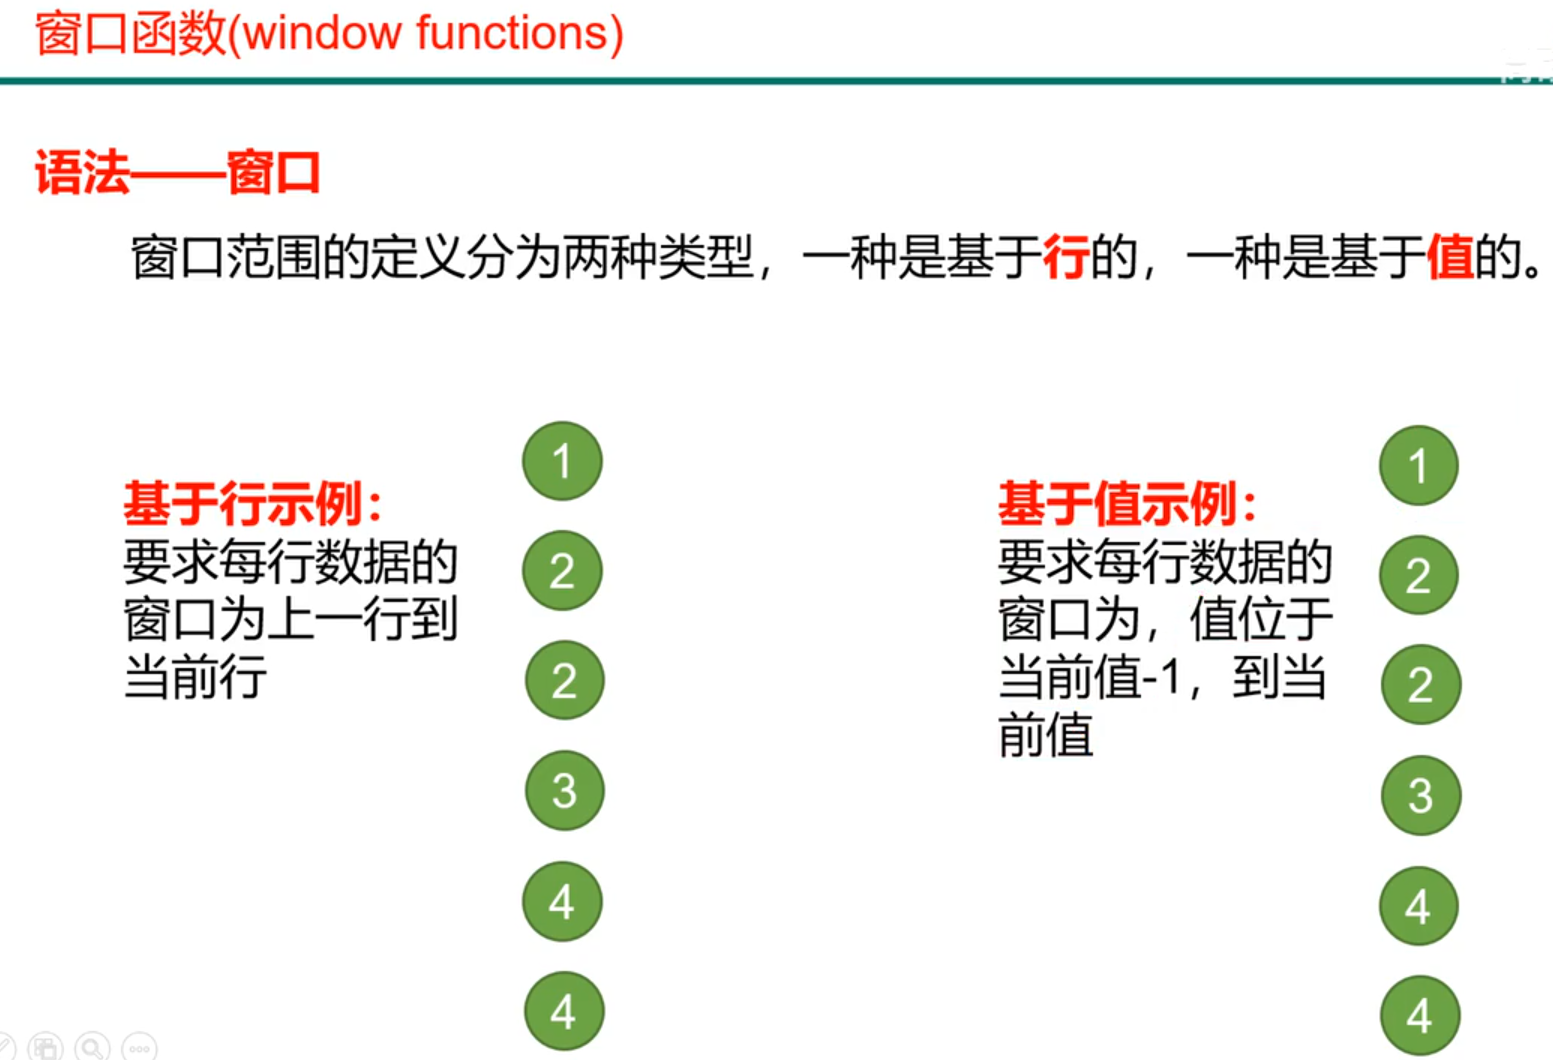 窗口函数(window functions)
语法——窗口
窗口范围的定义分为两种类型，一种是基于行的，一种是基于值的。
基于行示例：
要求每行数据的
窗口为上一行到
当前行
1
2
2
3
4
4
基于值示例：
要求每行数据的
窗口为，值位于
当前值-1，到当
前值
1
2
2
3
4
4